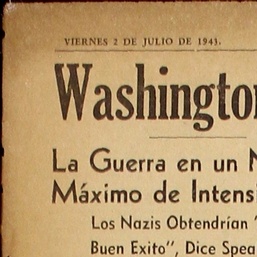 VIERNES 2 DE JULIO DE 1943.
Washington
La Guerra en un
Máximo de Intensi
Los Nazis Obtendrían "
Buen Exito", Dice Spea